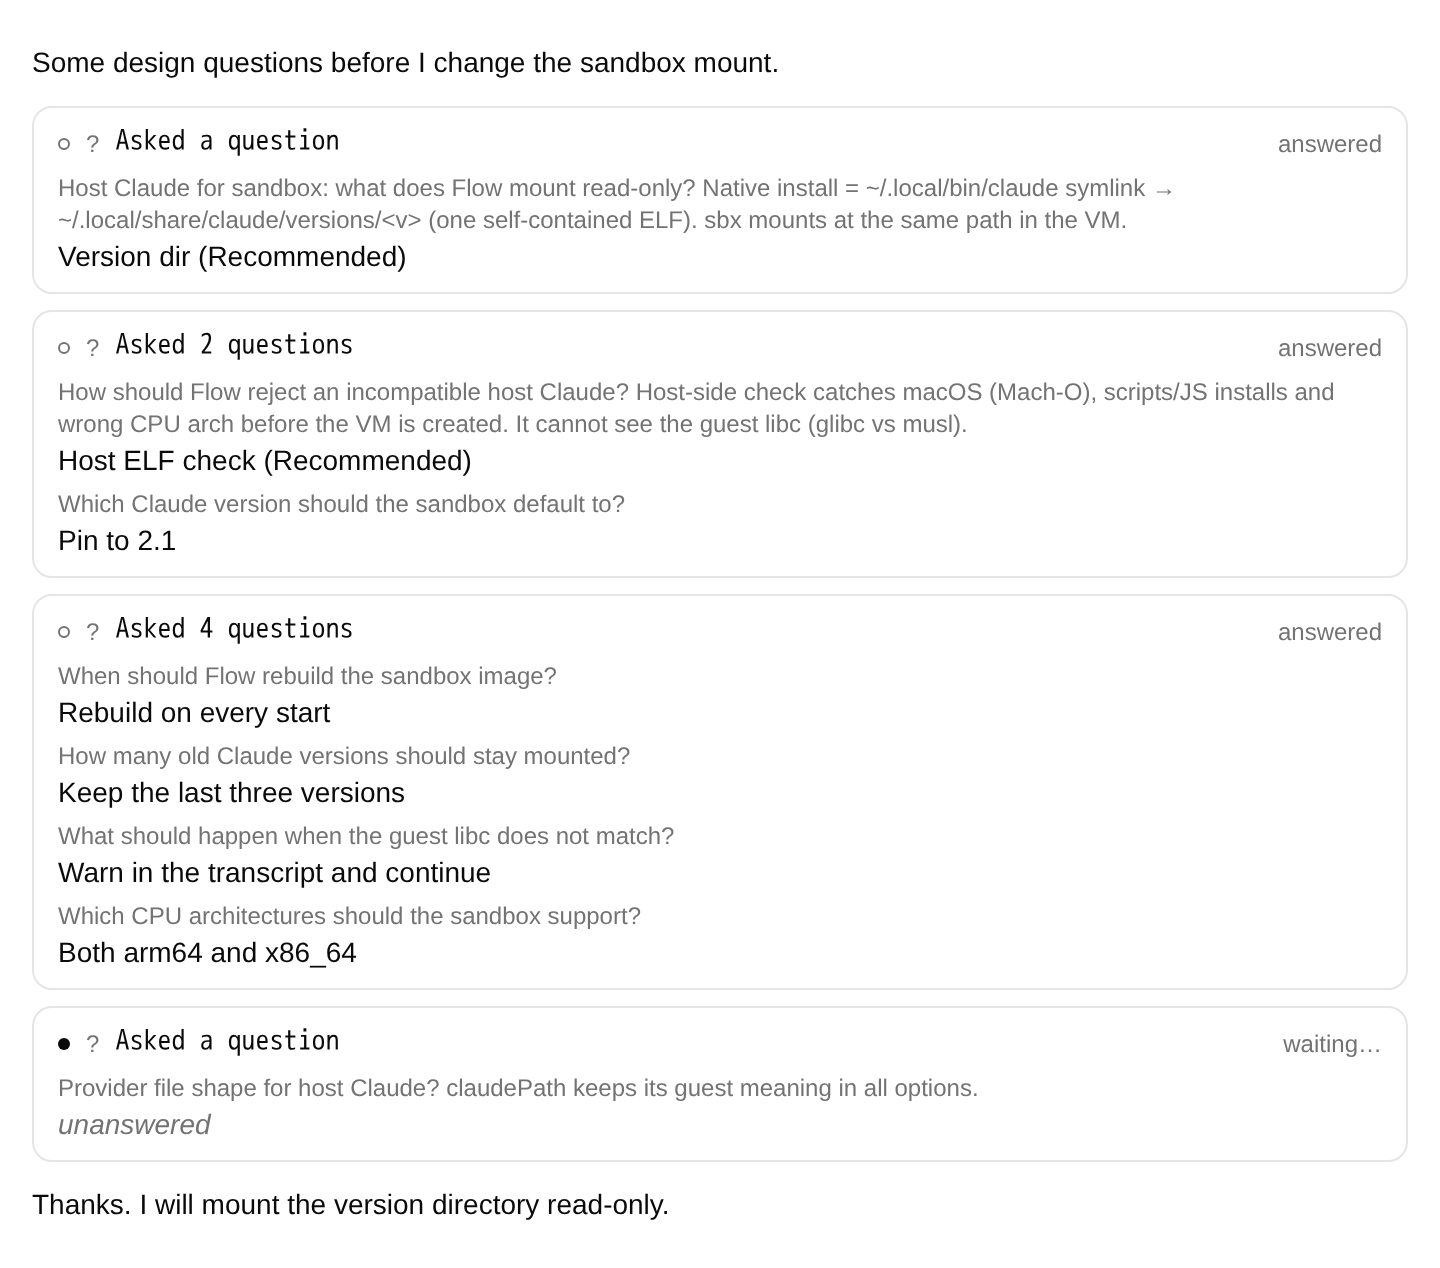 Some design questions before I change the sandbox mount.
? Asked a question answered
Host Claude for sandbox: what does Flow mount read-only? Native install = ~/.local/bin/claude symlink →
~/.local/share/claude/versions/<v> (one self-contained ELF). sbx mounts at the same path in the VM.
Version dir (Recommended)
? Asked 2 questions answered
How should Flow reject an incompatible host Claude? Host-side check catches macOS (Mach-O), scripts/JS installs and
wrong CPU arch before the VM is created. It cannot see the guest libc (glibc vs musl).
Host ELF check (Recommended)
Which Claude version should the sandbox default to?
Pin to 2.1
? Asked 4 questions answered
When should Flow rebuild the sandbox image?
Rebuild on every start
How many old Claude versions should stay mounted?
Keep the last three versions
What should happen when the guest libc does not match?
Warn in the transcript and continue
Which CPU architectures should the sandbox support?
Both arm64 and x86_64
? Asked a question waiting…
Provider file shape for host Claude? claudePath keeps its guest meaning in all options.
unanswered
Thanks. I will mount the version directory read-only.